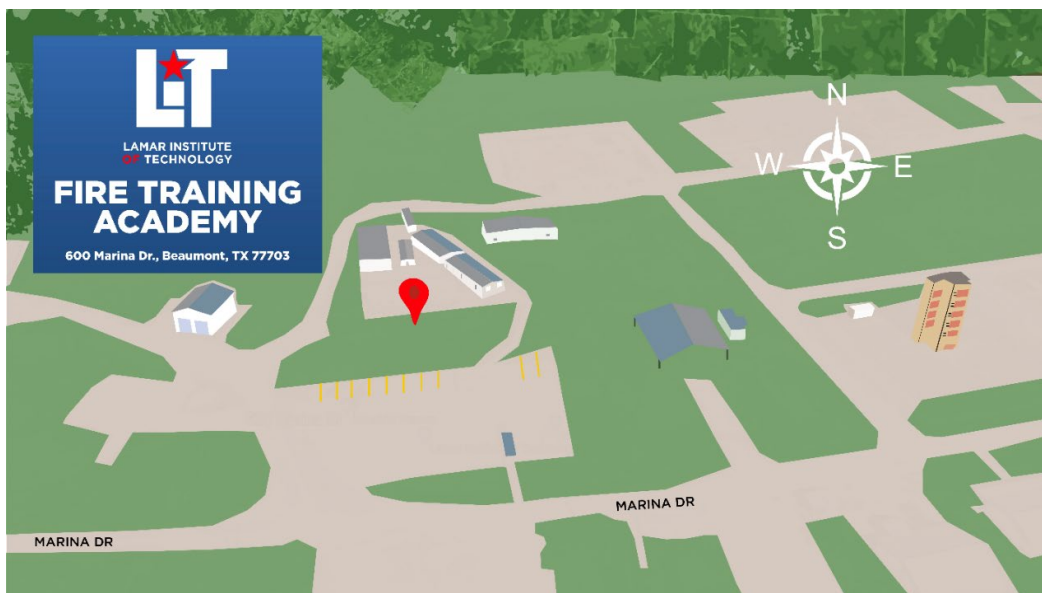 LIT
LAMAR INSTITUTE
OF TECHNOLOGY
FIRE TRAINING
ACADEMY
600 Marina Dr., Beaumont, TX 77703
N
W E
S
MARINA DR
MARINA DR